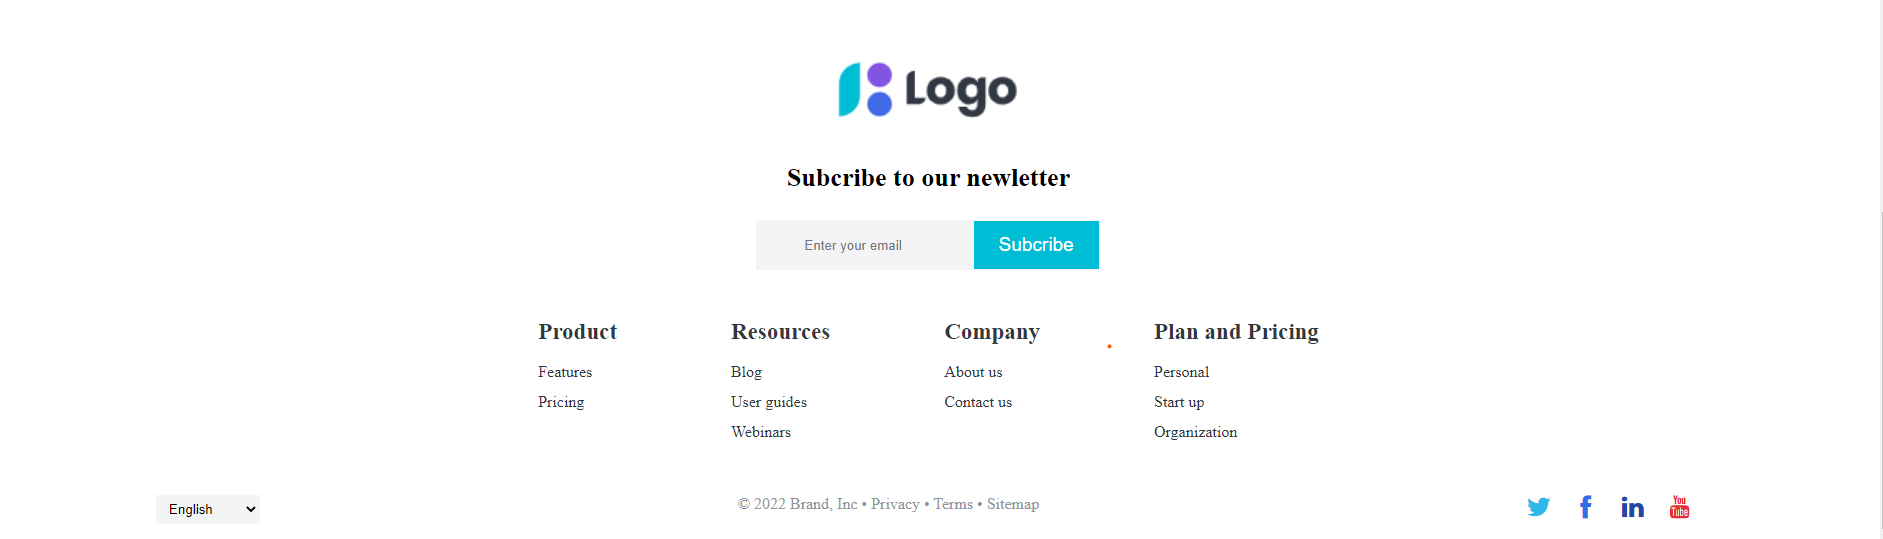 Logo
Subcribe to our newletter
Enter your email
Subcribe
Product
Features
Pricing
Resources
Blog
User guides
Webinars
Company
About us
Contact us
Plan and Pricing
Personal
Start up
Organization
English
© 2022 Brand, Inc • Privacy • Terms • Sitemap
f
in
You
Tube